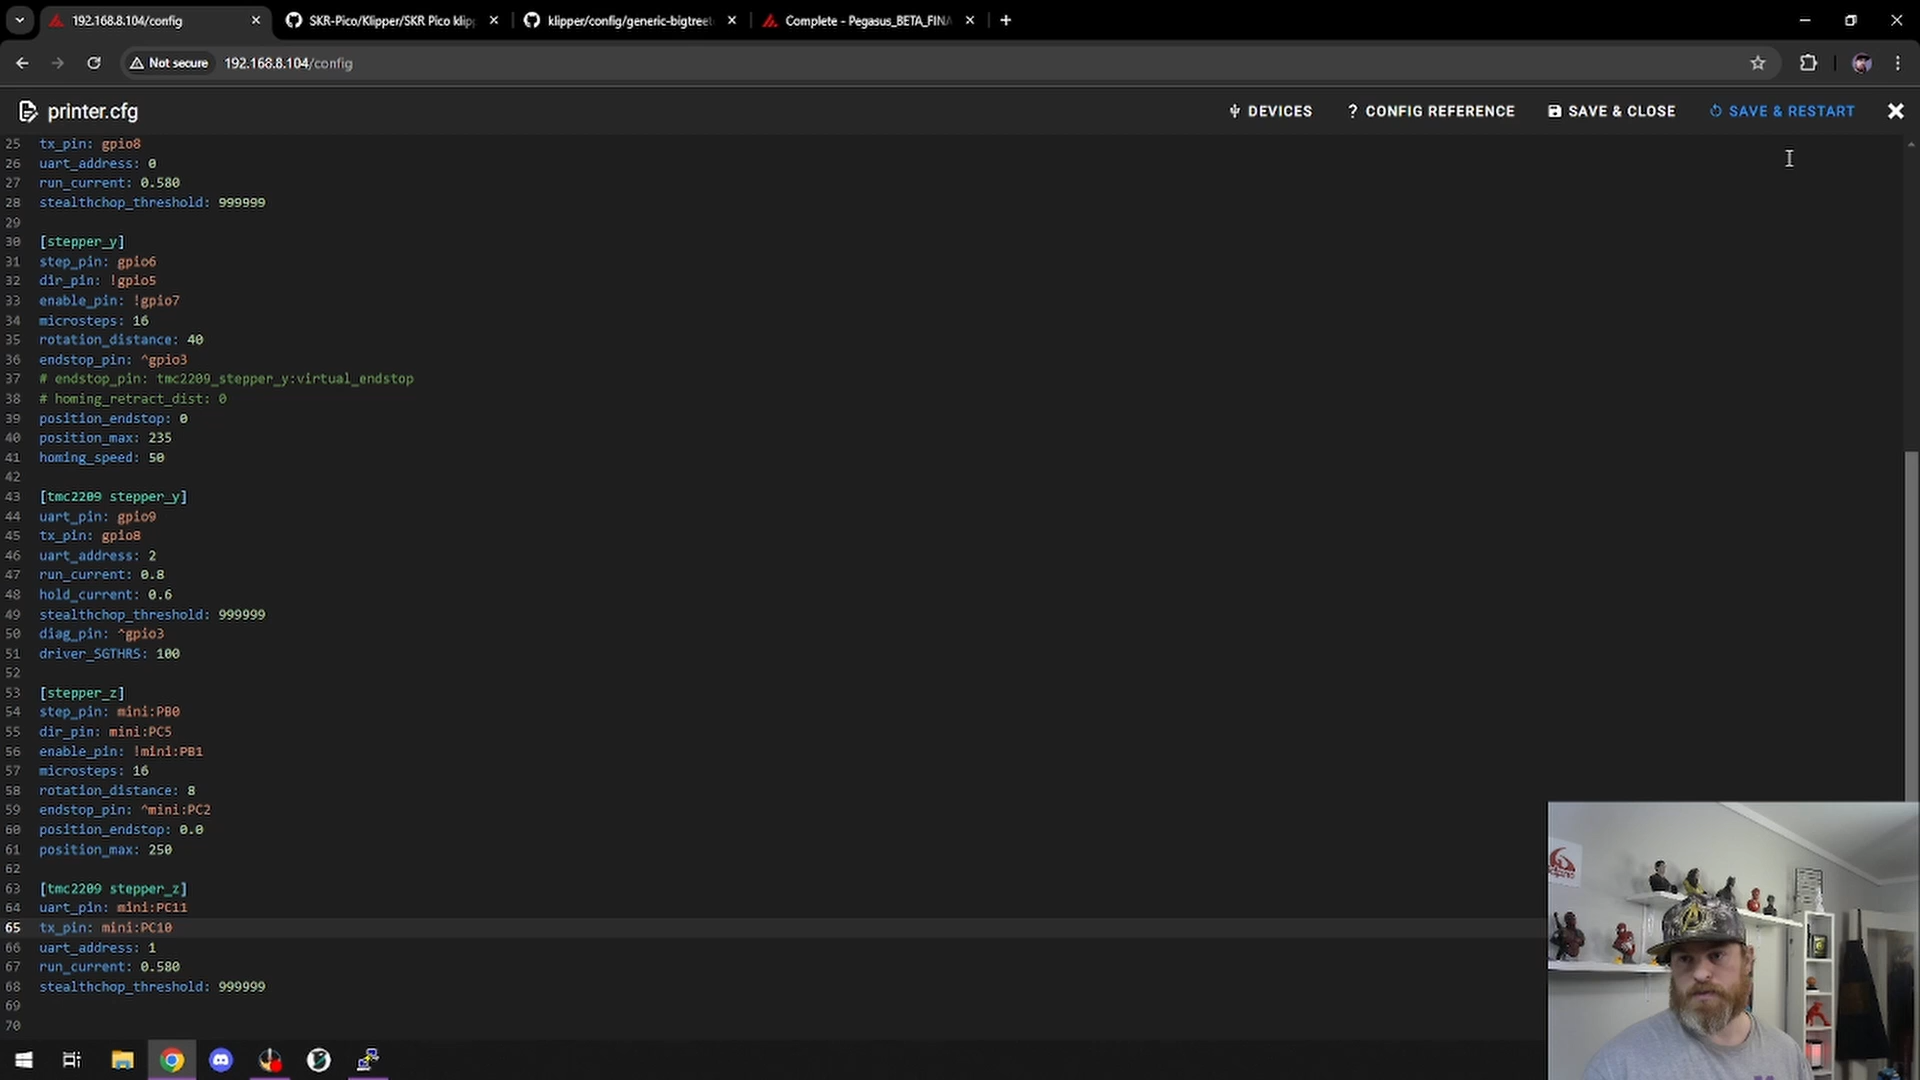 192.168.8.104/config
SKR-Pico/Klipper/SKR Pico klip
klipper/config/generic-bigtreet
Complete - Pegasus_BETA_FINA
Not secure
192.168.8.104/config
printer.cfg
DEVICES
? CONFIG REFERENCE
SAVE & CLOSE
SAVE & RESTART
25 tx_pin: gpio8
26 uart_address: 0
27 run_current: 0.580
28 stealthchop_threshold: 999999
29
30 [stepper_y]
31 step_pin: gpio6
32 dir_pin: !gpio5
33 enable_pin: !gpio7
34 microsteps: 16
35 rotation_distance: 40
36 endstop_pin: ^gpio3
37 # endstop_pin: tmc2209_stepper_y:virtual_endstop
38 # homing_retract_dist: 0
39 position_endstop: 0
40 position_max: 235
41 homing_speed: 50
42
43 [tmc2209 stepper_y]
44 uart_pin: gpio9
45 tx_pin: gpio8
46 uart_address: 2
47 run_current: 0.8
48 hold_current: 0.6
49 stealthchop_threshold: 999999
50 diag_pin: ^gpio3
51 driver_SGTHRS: 100
52
53 [stepper_z]
54 step_pin: mini:PB0
55 dir_pin: mini:PC5
56 enable_pin: !mini:PB1
57 microsteps: 16
58 rotation_distance: 8
59 endstop_pin: ^mini:PC2
60 position_endstop: 0.0
61 position_max: 250
62
63 [tmc2209 stepper_z]
64 uart_pin: mini:PC11
65 tx_pin: mini:PC10
66 uart_address: 1
67 run_current: 0.580
68 stealthchop_threshold: 999999
69
70